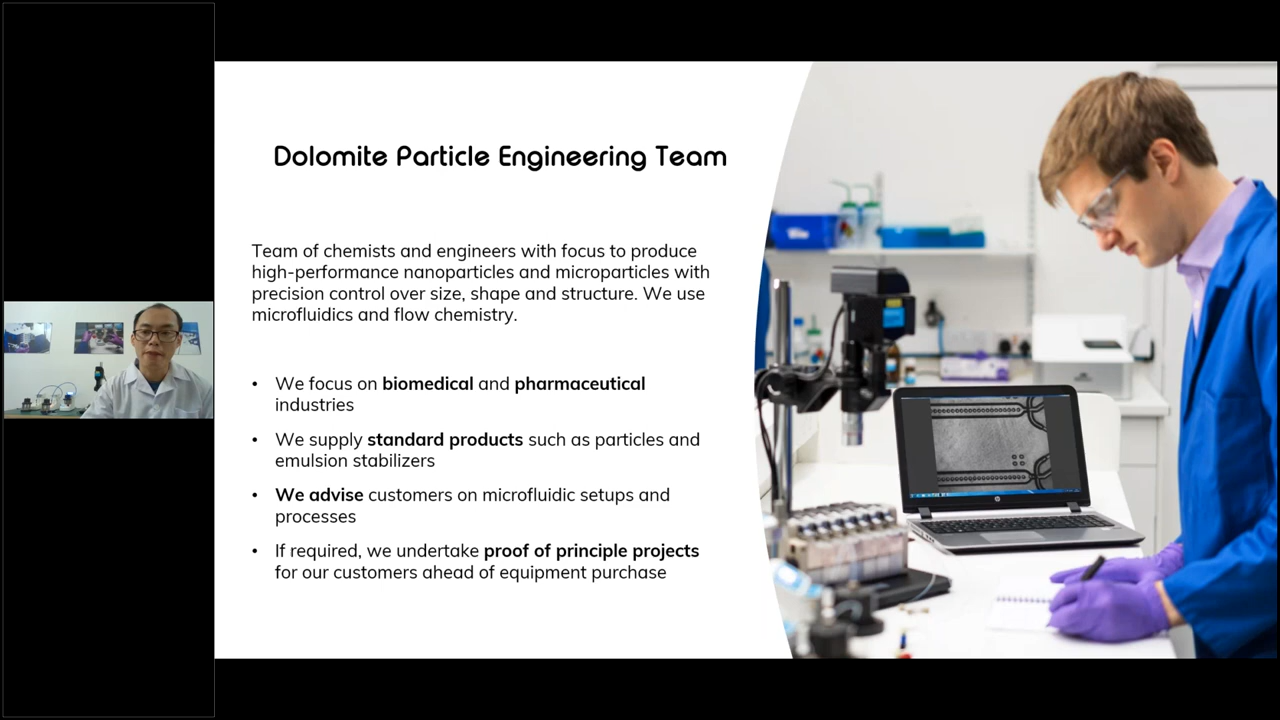 Dolomite Particle Engineering Team
Team of chemists and engineers with focus to produce
high-performance nanoparticles and microparticles with
precision control over size, shape and structure. We use
microfluidics and flow chemistry.
• We focus on biomedical and pharmaceutical
industries
• We supply standard products such as particles and
emulsion stabilizers
• We advise customers on microfluidic setups and
processes
• If required, we undertake proof of principle projects
for our customers ahead of equipment purchase
hp